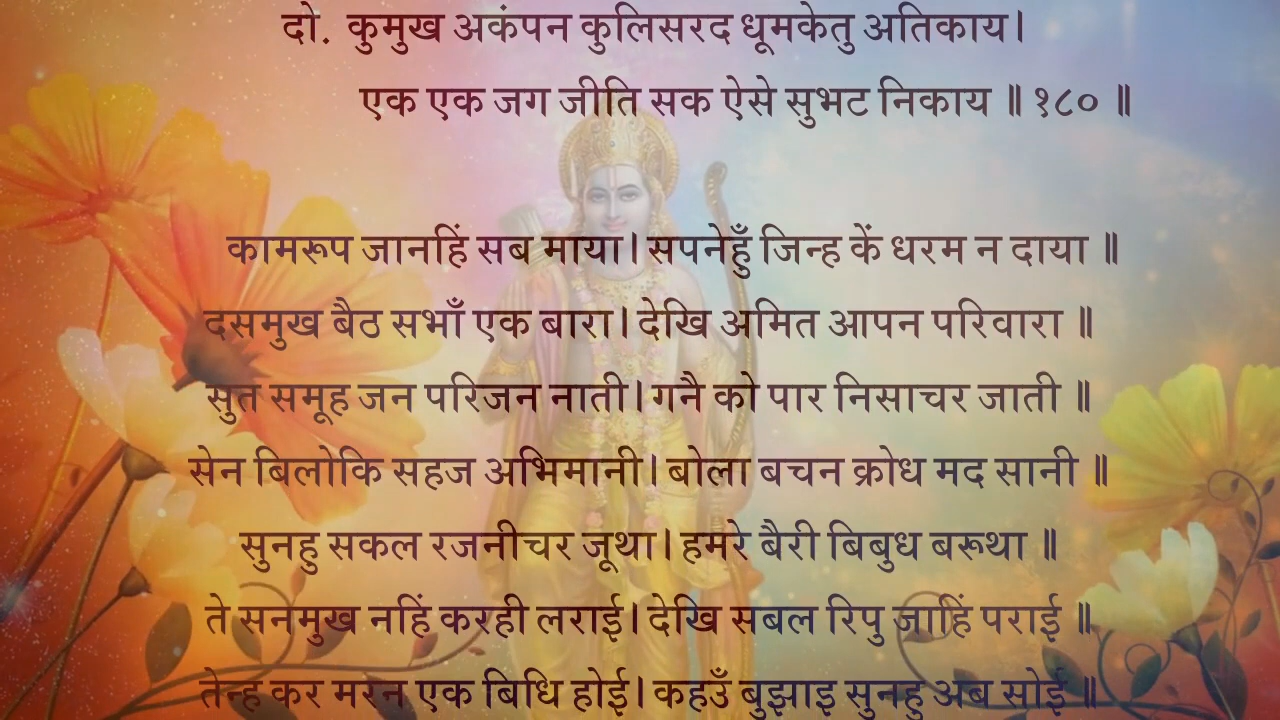 दो. कुमुख अकंपन कुलिसरद धूमकेतु अतिकाय।
एक एक जग जीति सक ऐसे सुभट निकाय ॥ १८० ॥
कामरूप जानहिं सब माया। सपनेहुँ जिन्ह कें धरम न दाया ॥
दसमुख बैठ सभाँ एक बारा। देखि अमित आपन परिवारा ॥
सुत समूह जन परिजन नाती। गनै को पार निसाचर जाती ॥
सेन बिलोकि सहज अभिमानी। बोला बचन क्रोध मद सानी ॥
सुनहु सकल रजनीचर जूथा। हमरे बैरी बिबुध बरूथा ॥
ते सनमुख नहिं करही लराई। देखि सबल रिपु जाहिं पराई ॥
तेन्ह कर मरन एक बिधि होई। कहउँ बुझाइ सुनहु अब सोई ॥